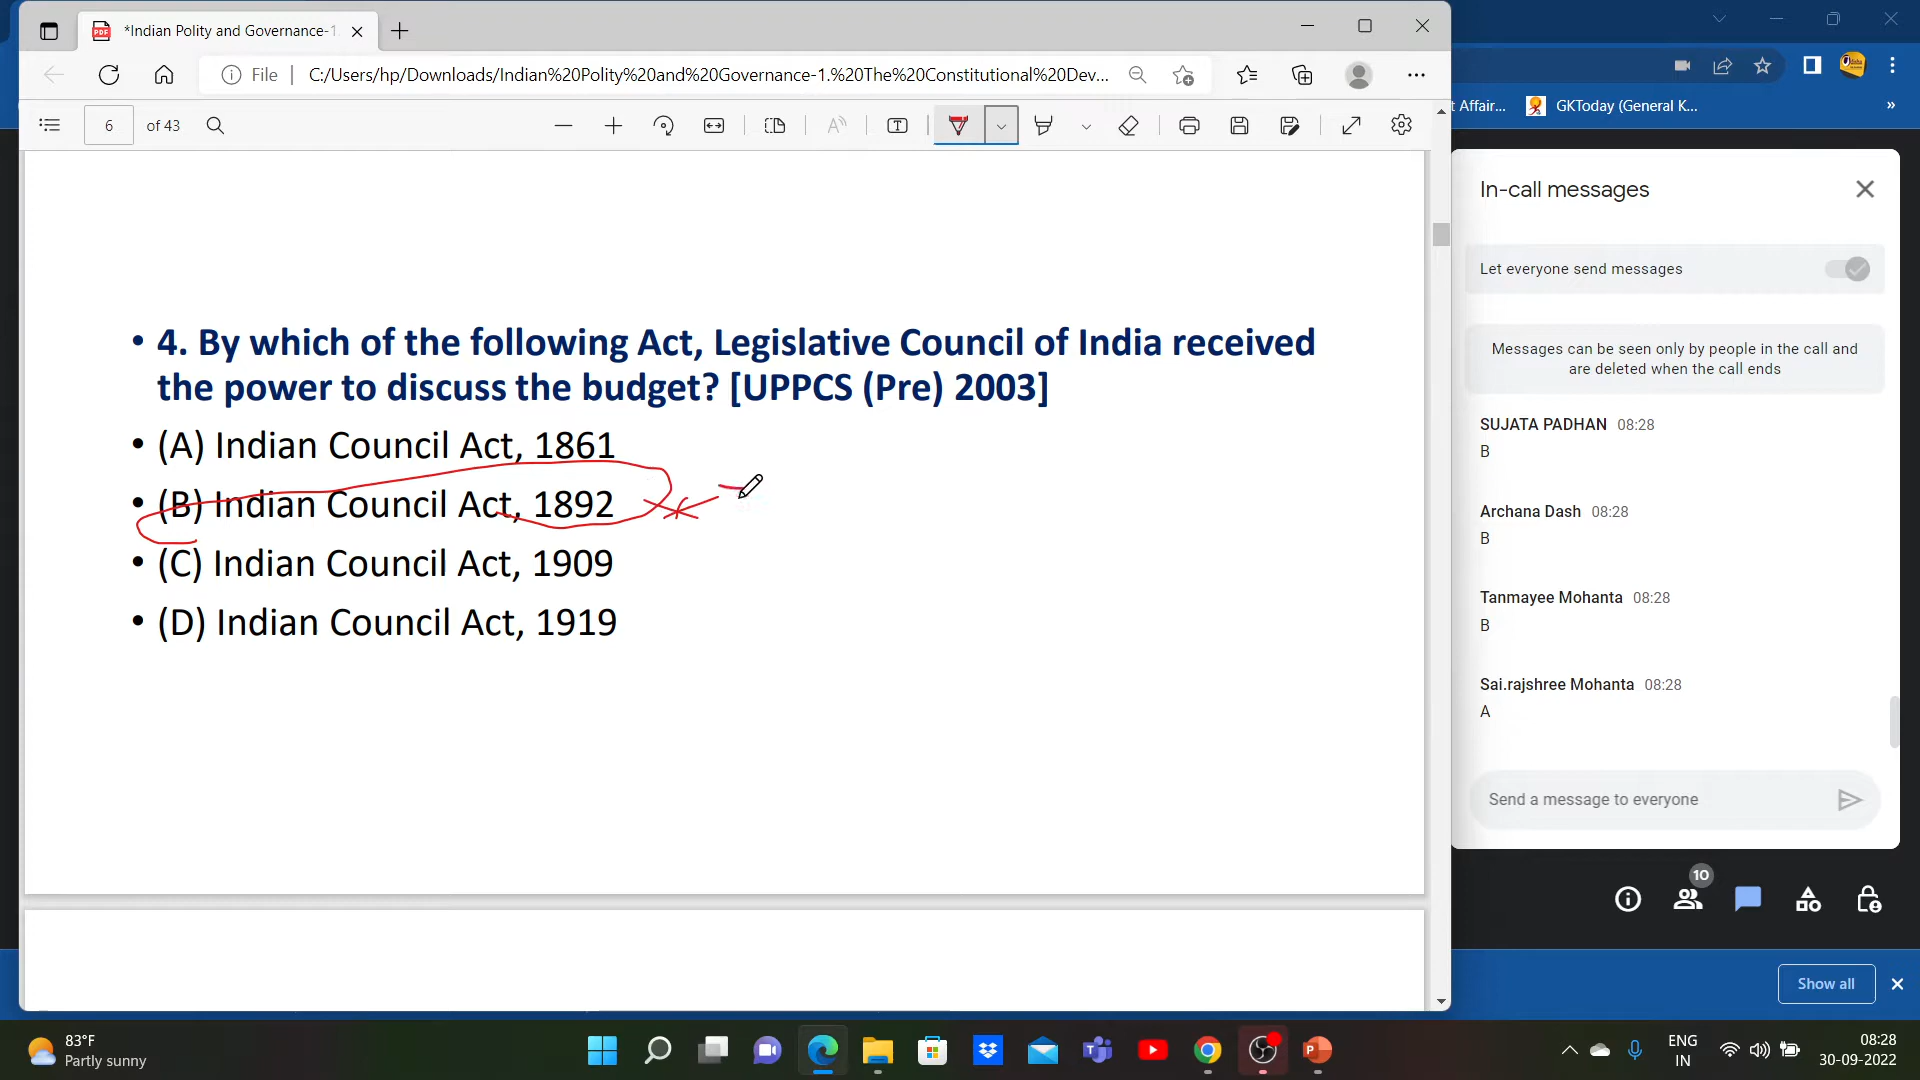 *Indian Polity and Governance-1
File
C:/Users/hp/Downloads/Indian%20Polity%20and%20Governance-1.%20The%20Constitutional%20Dev...
6 of 43
t Affair...
GKToday (General K...
»
• 4. By which of the following Act, Legislative Council of India received
the power to discuss the budget? [UPPCS (Pre) 2003]
• (A) Indian Council Act, 1861
• (B) Indian Council Act, 1892
• (C) Indian Council Act, 1909
• (D) Indian Council Act, 1919
In-call messages
Let everyone send messages
Messages can be seen only by people in the call and
are deleted when the call ends
SUJATA PADHAN 08:28
B
Archana Dash 08:28
B
Tanmayee Mohanta 08:28
B
Sai.rajshree Mohanta 08:28
A
Send a message to everyone
10
Show all
83°F
Partly sunny
ENG
IN
08:28
30-09-2022